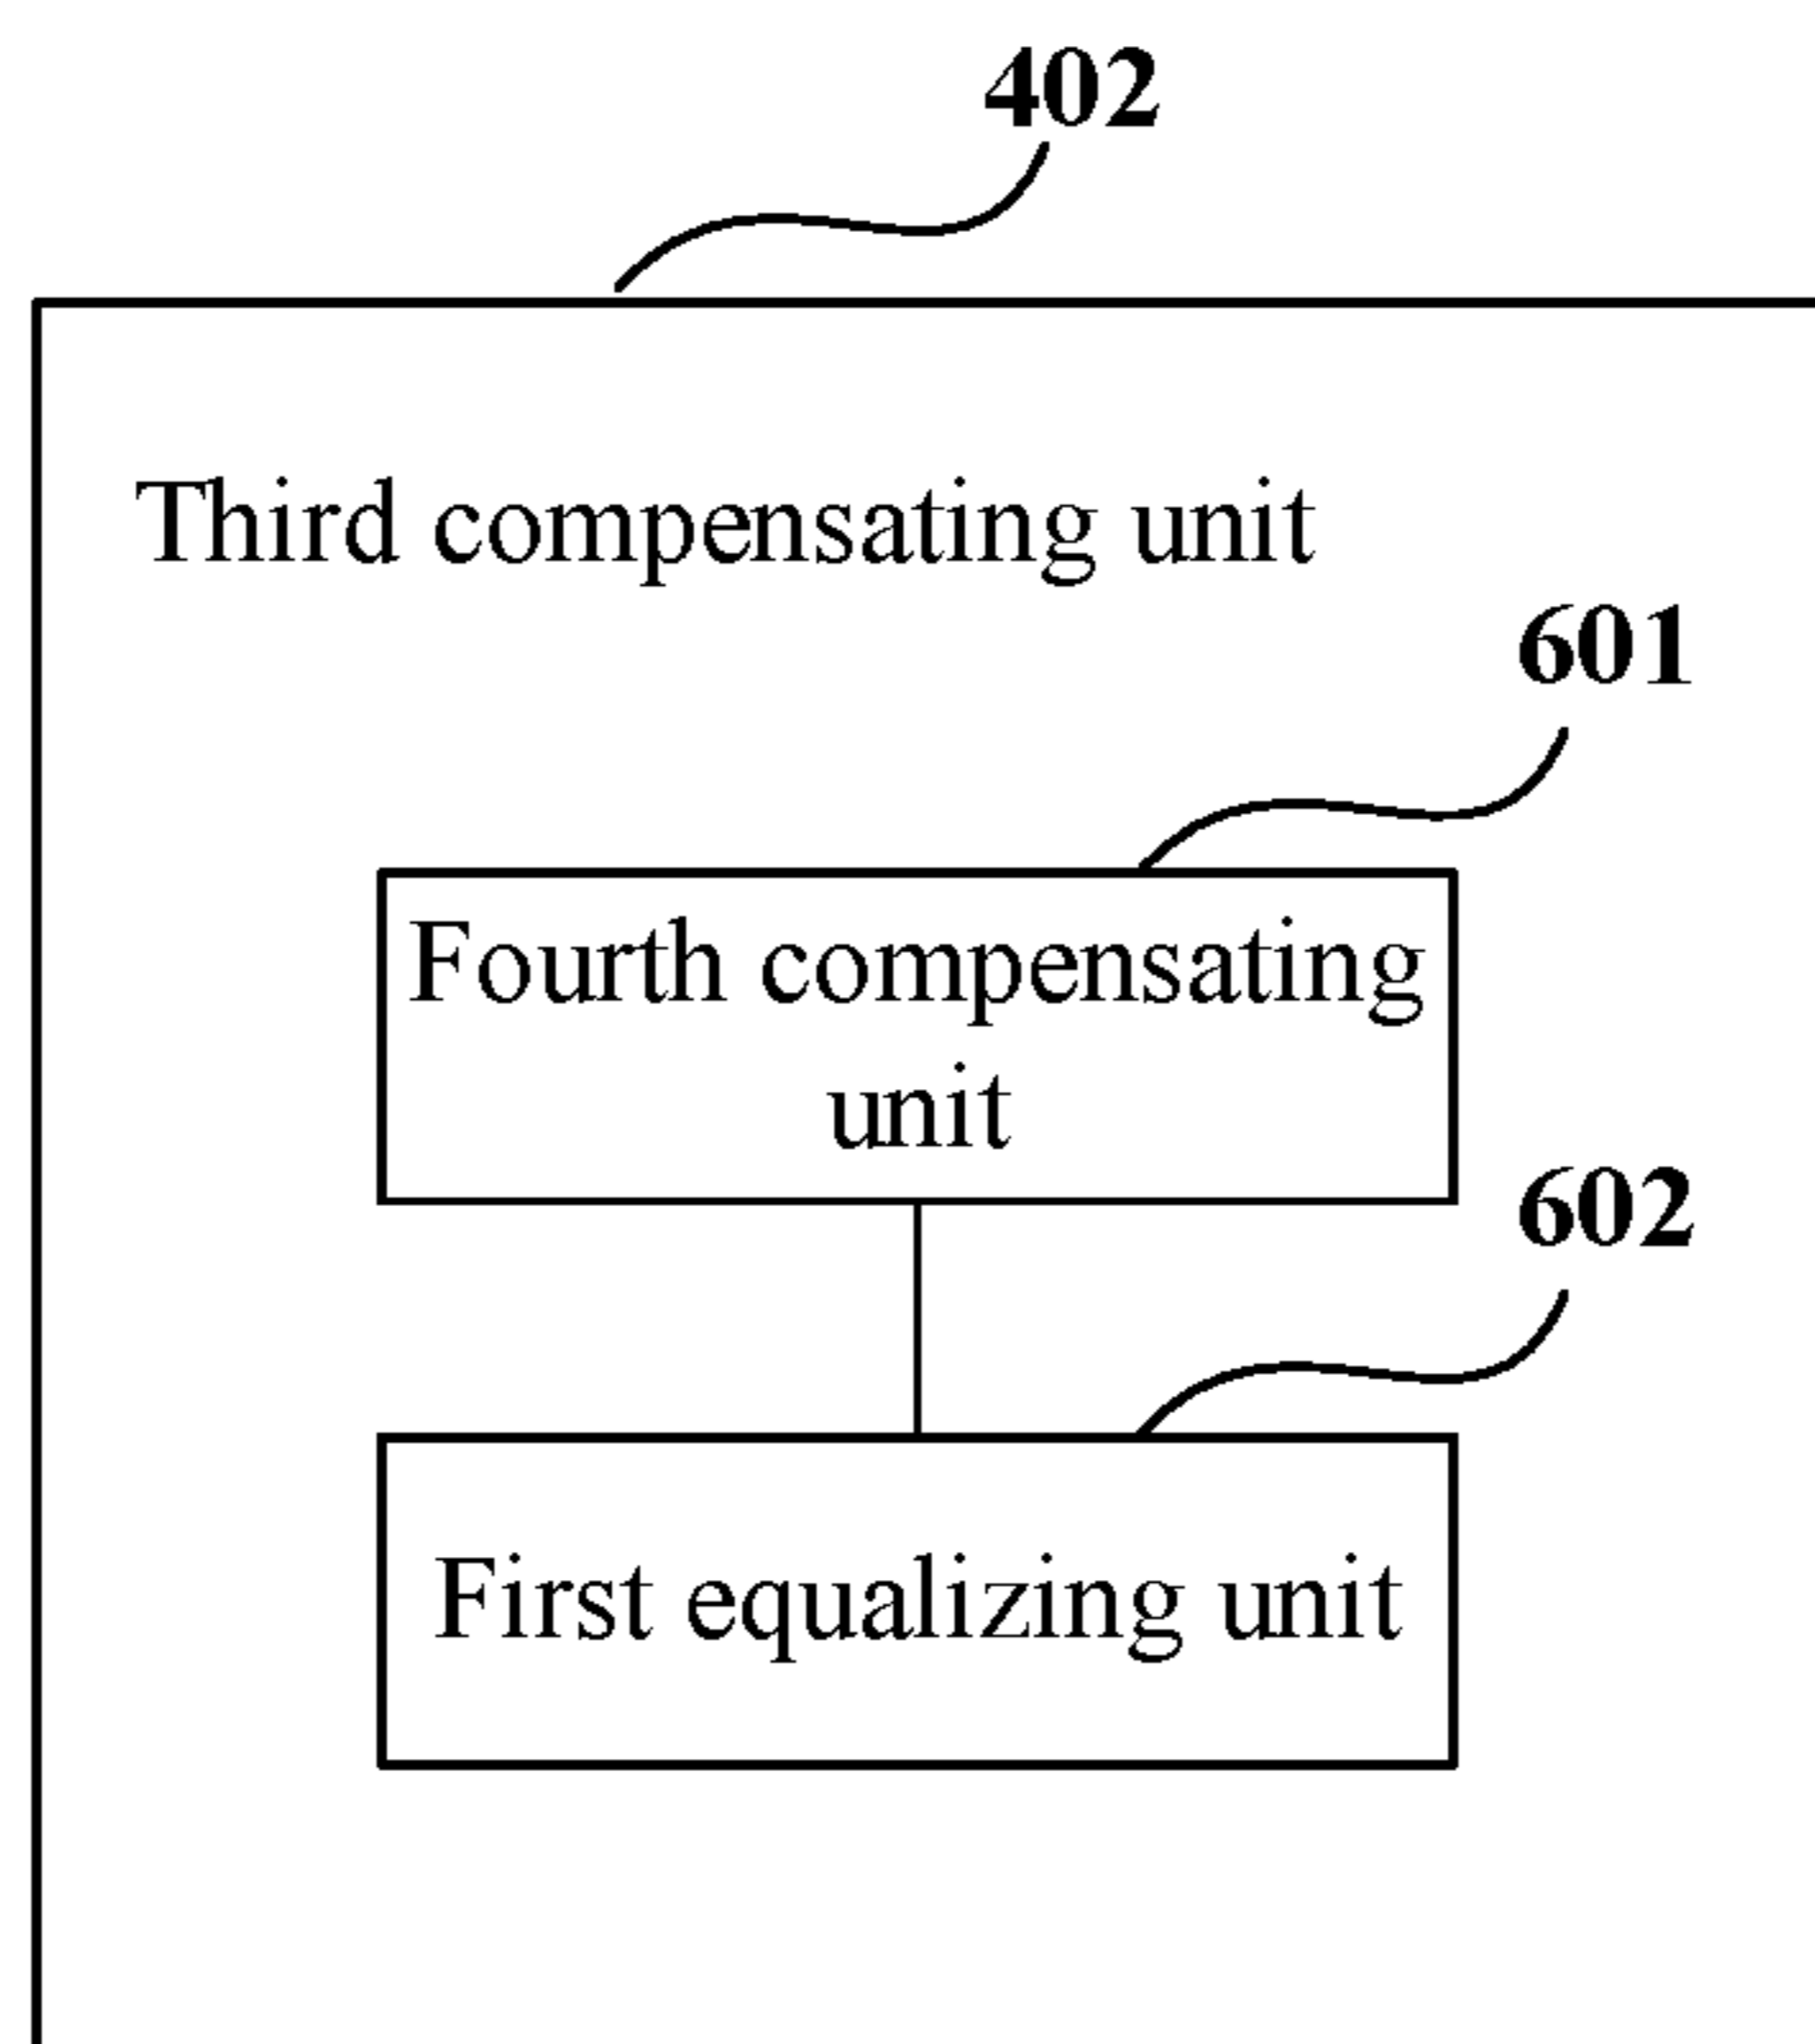 402
Third compensating unit
601
Fourth compensating
unit
602
First equalizing unit